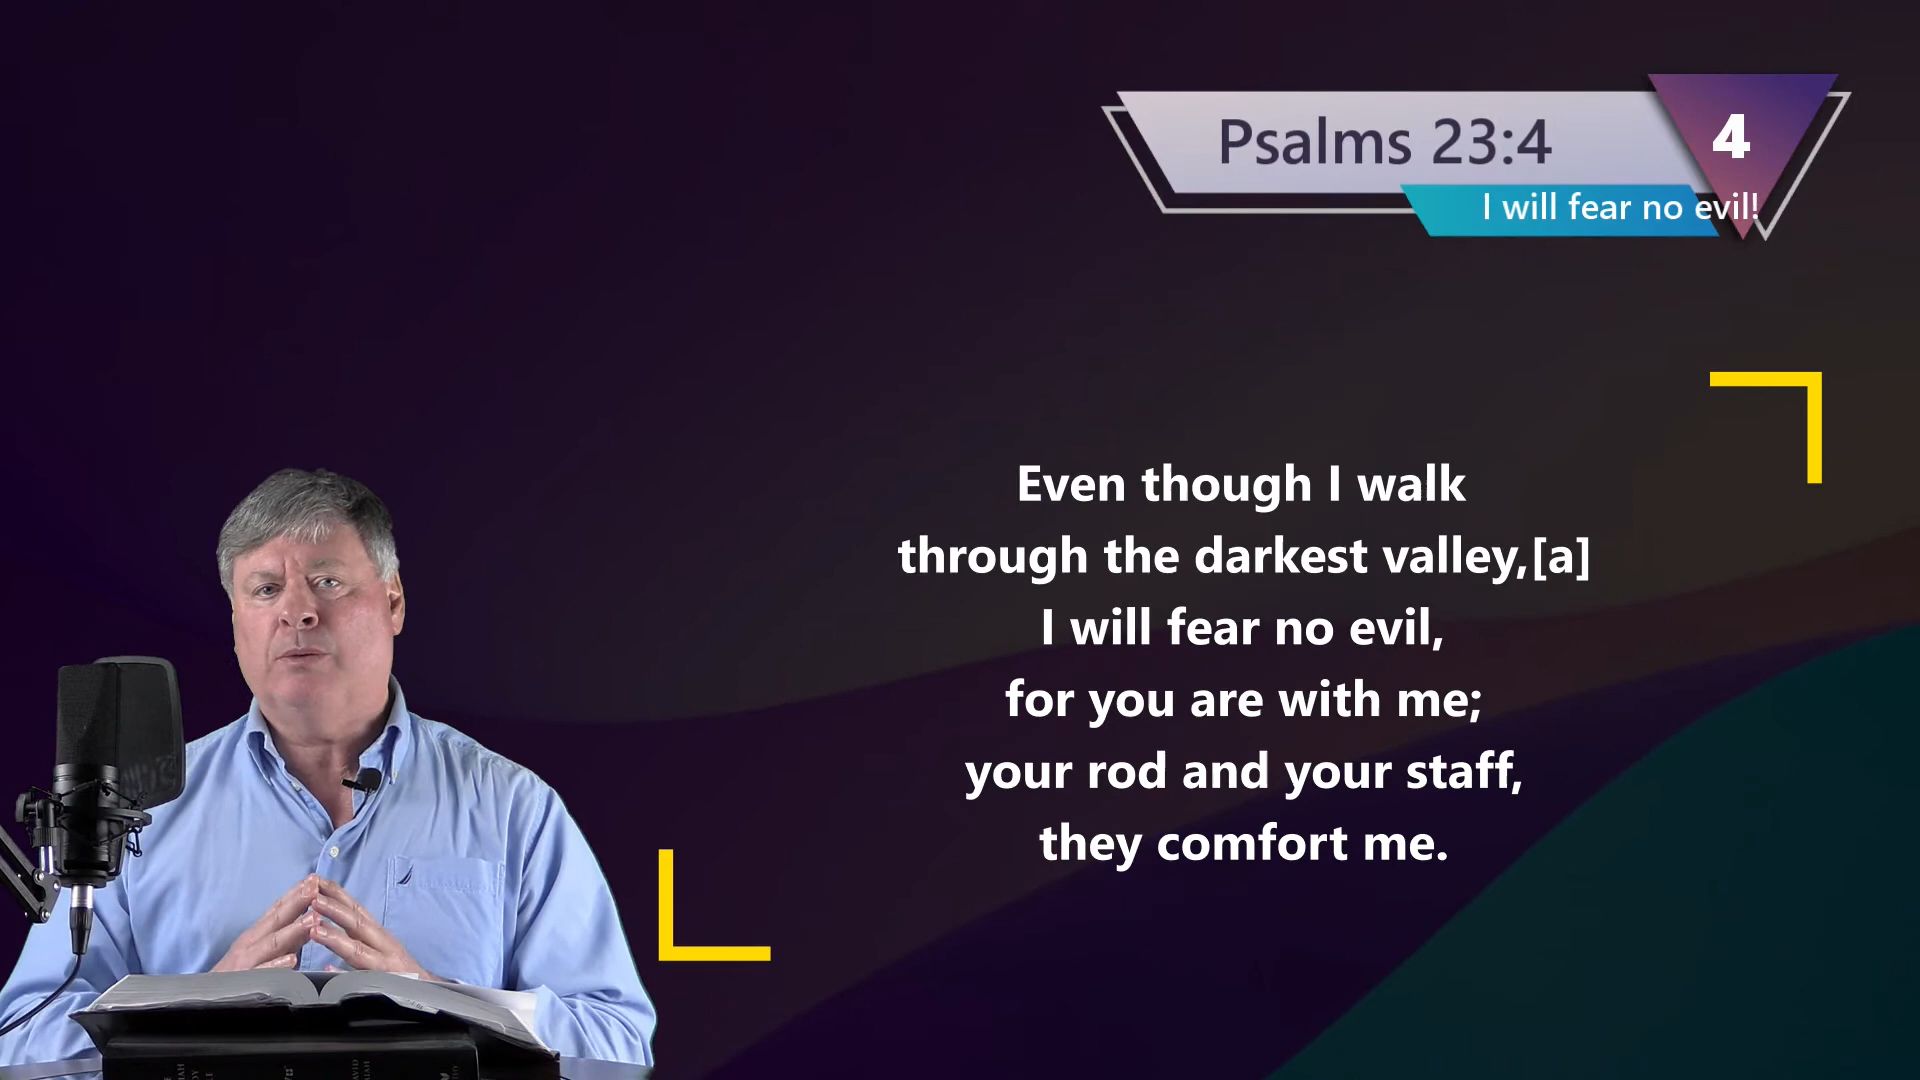 Psalms 23:4
4
I will fear no evil!
Even though I walk
through the darkest valley,[a]
I will fear no evil,
for you are with me;
your rod and your staff,
they comfort me.